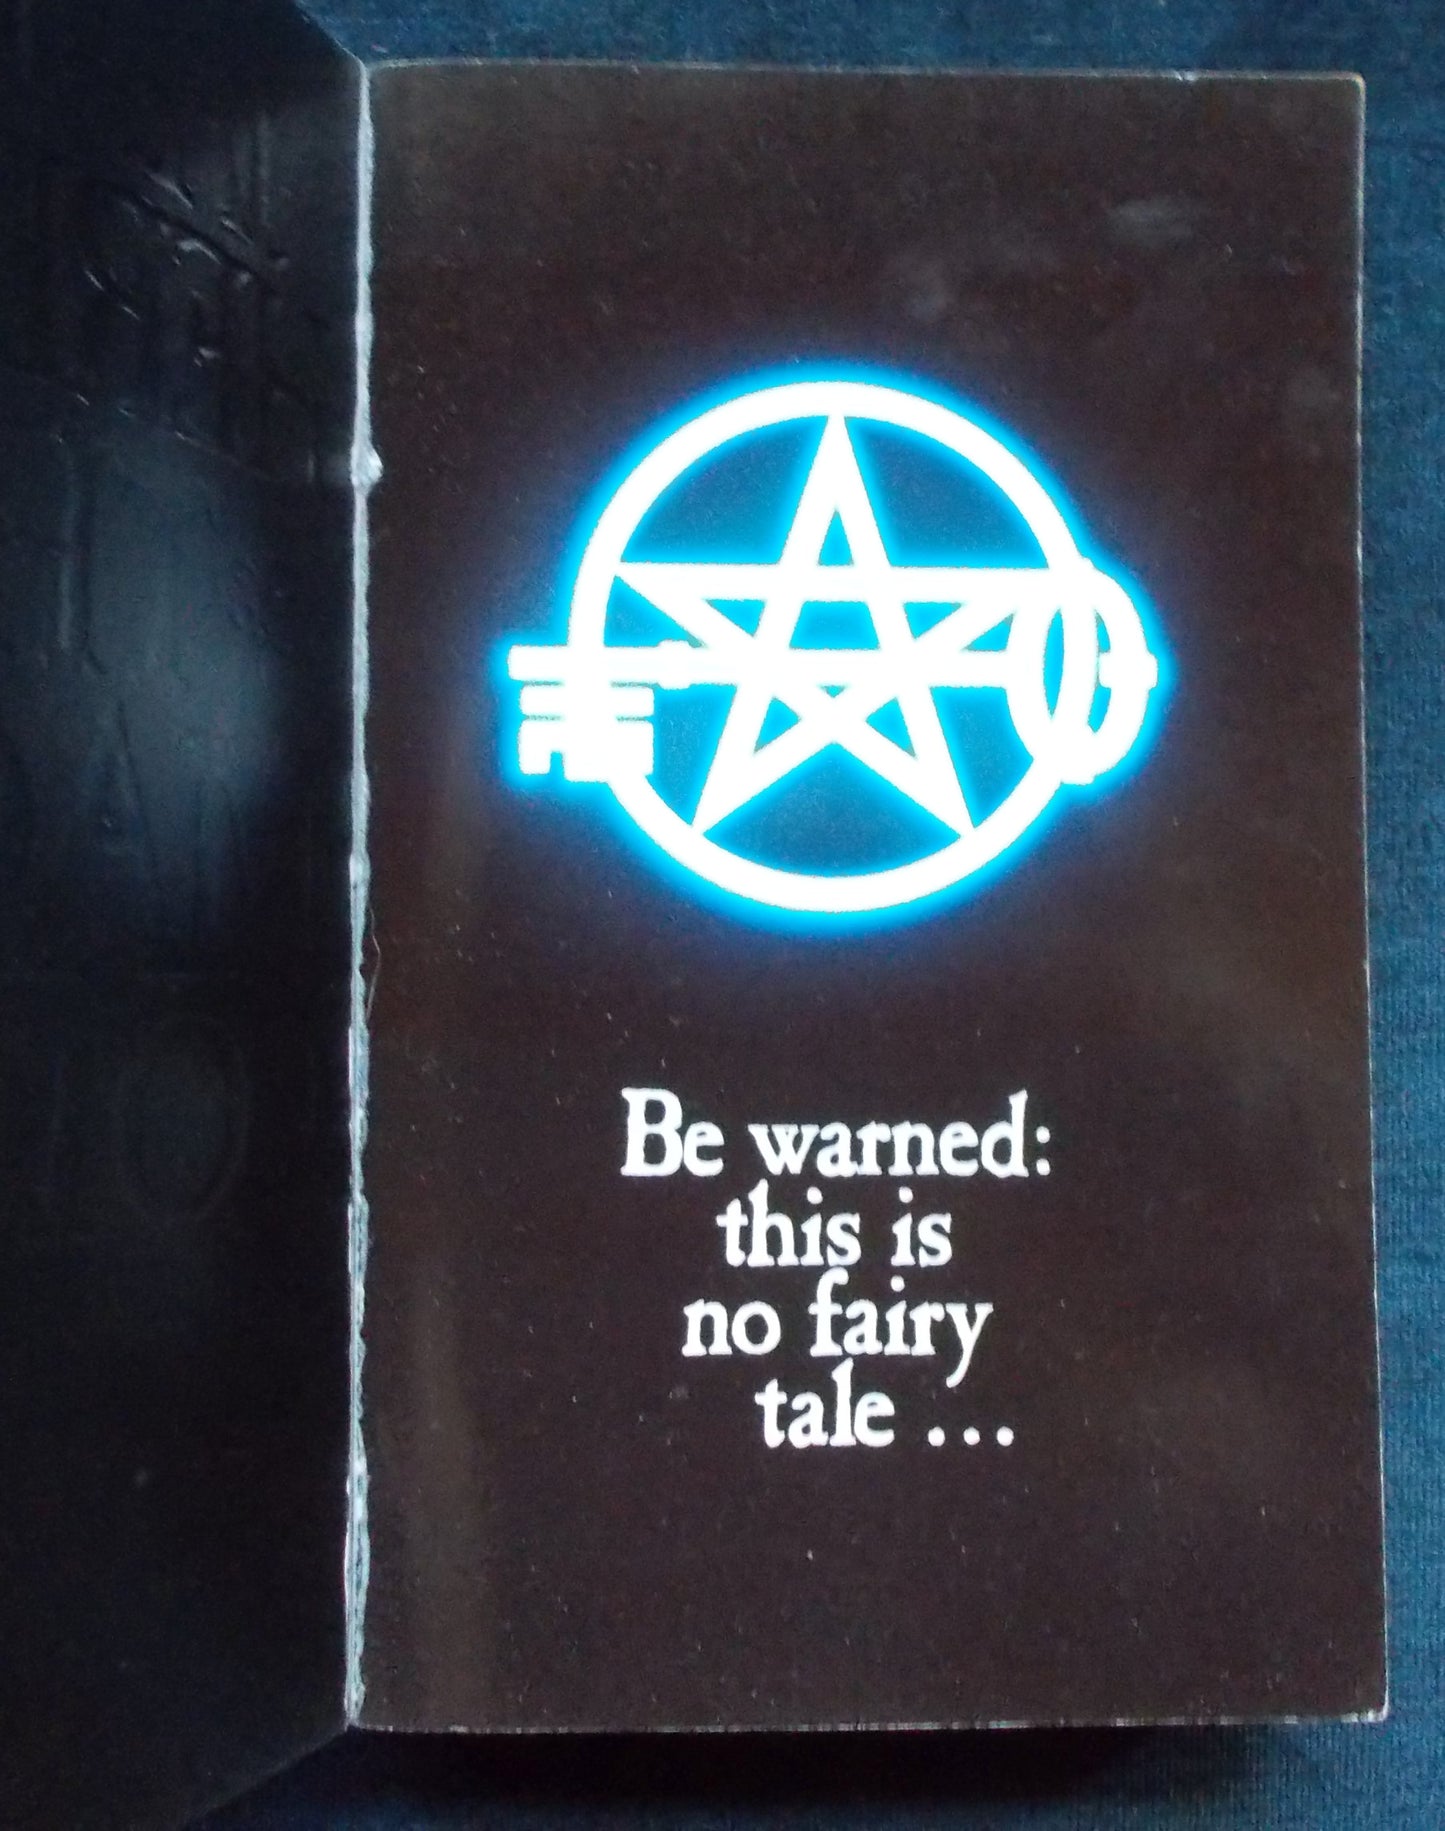 Be warned:
this is
no fairy
tale ...